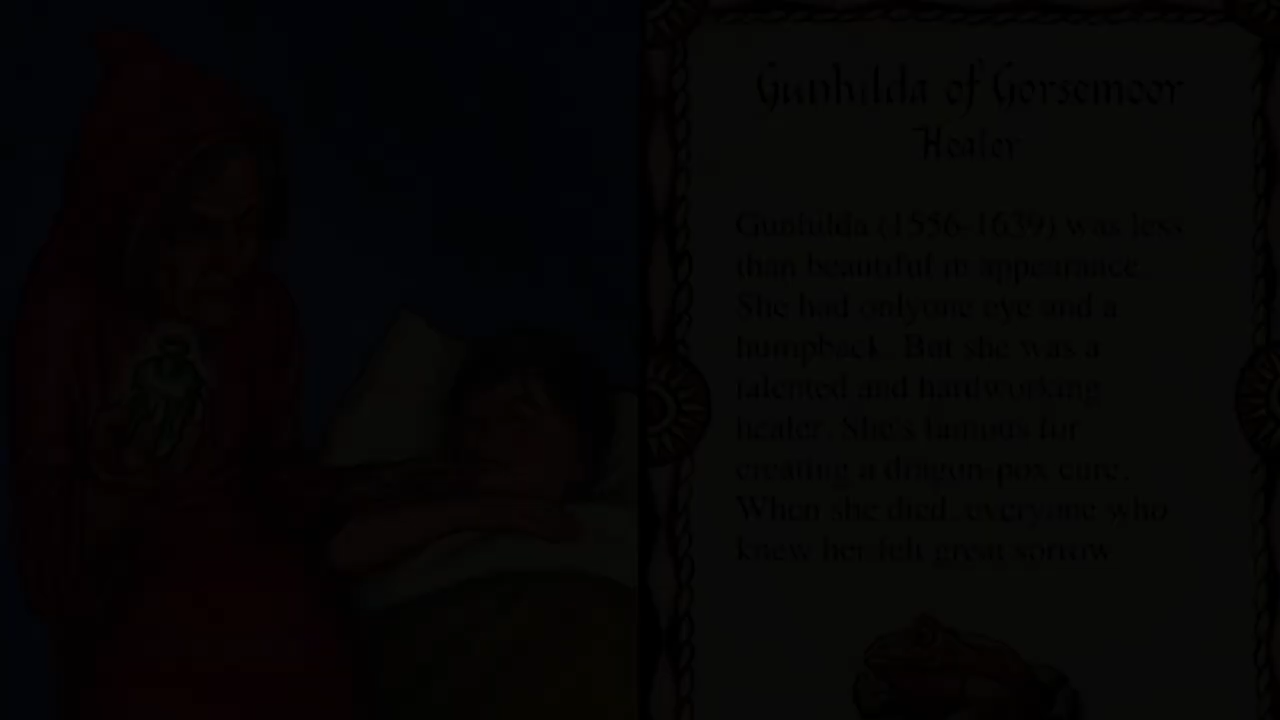 Gunhilda of Gorsemoor
Healer
Gunhilda (1556-1639) was less
than beautiful in appearance.
She had only one eye and a
humpback. But she was a
talented and hardworking
healer. She's famous for
creating a dragon pox cure.
When she died, everyone who
knew her felt great sorrow.